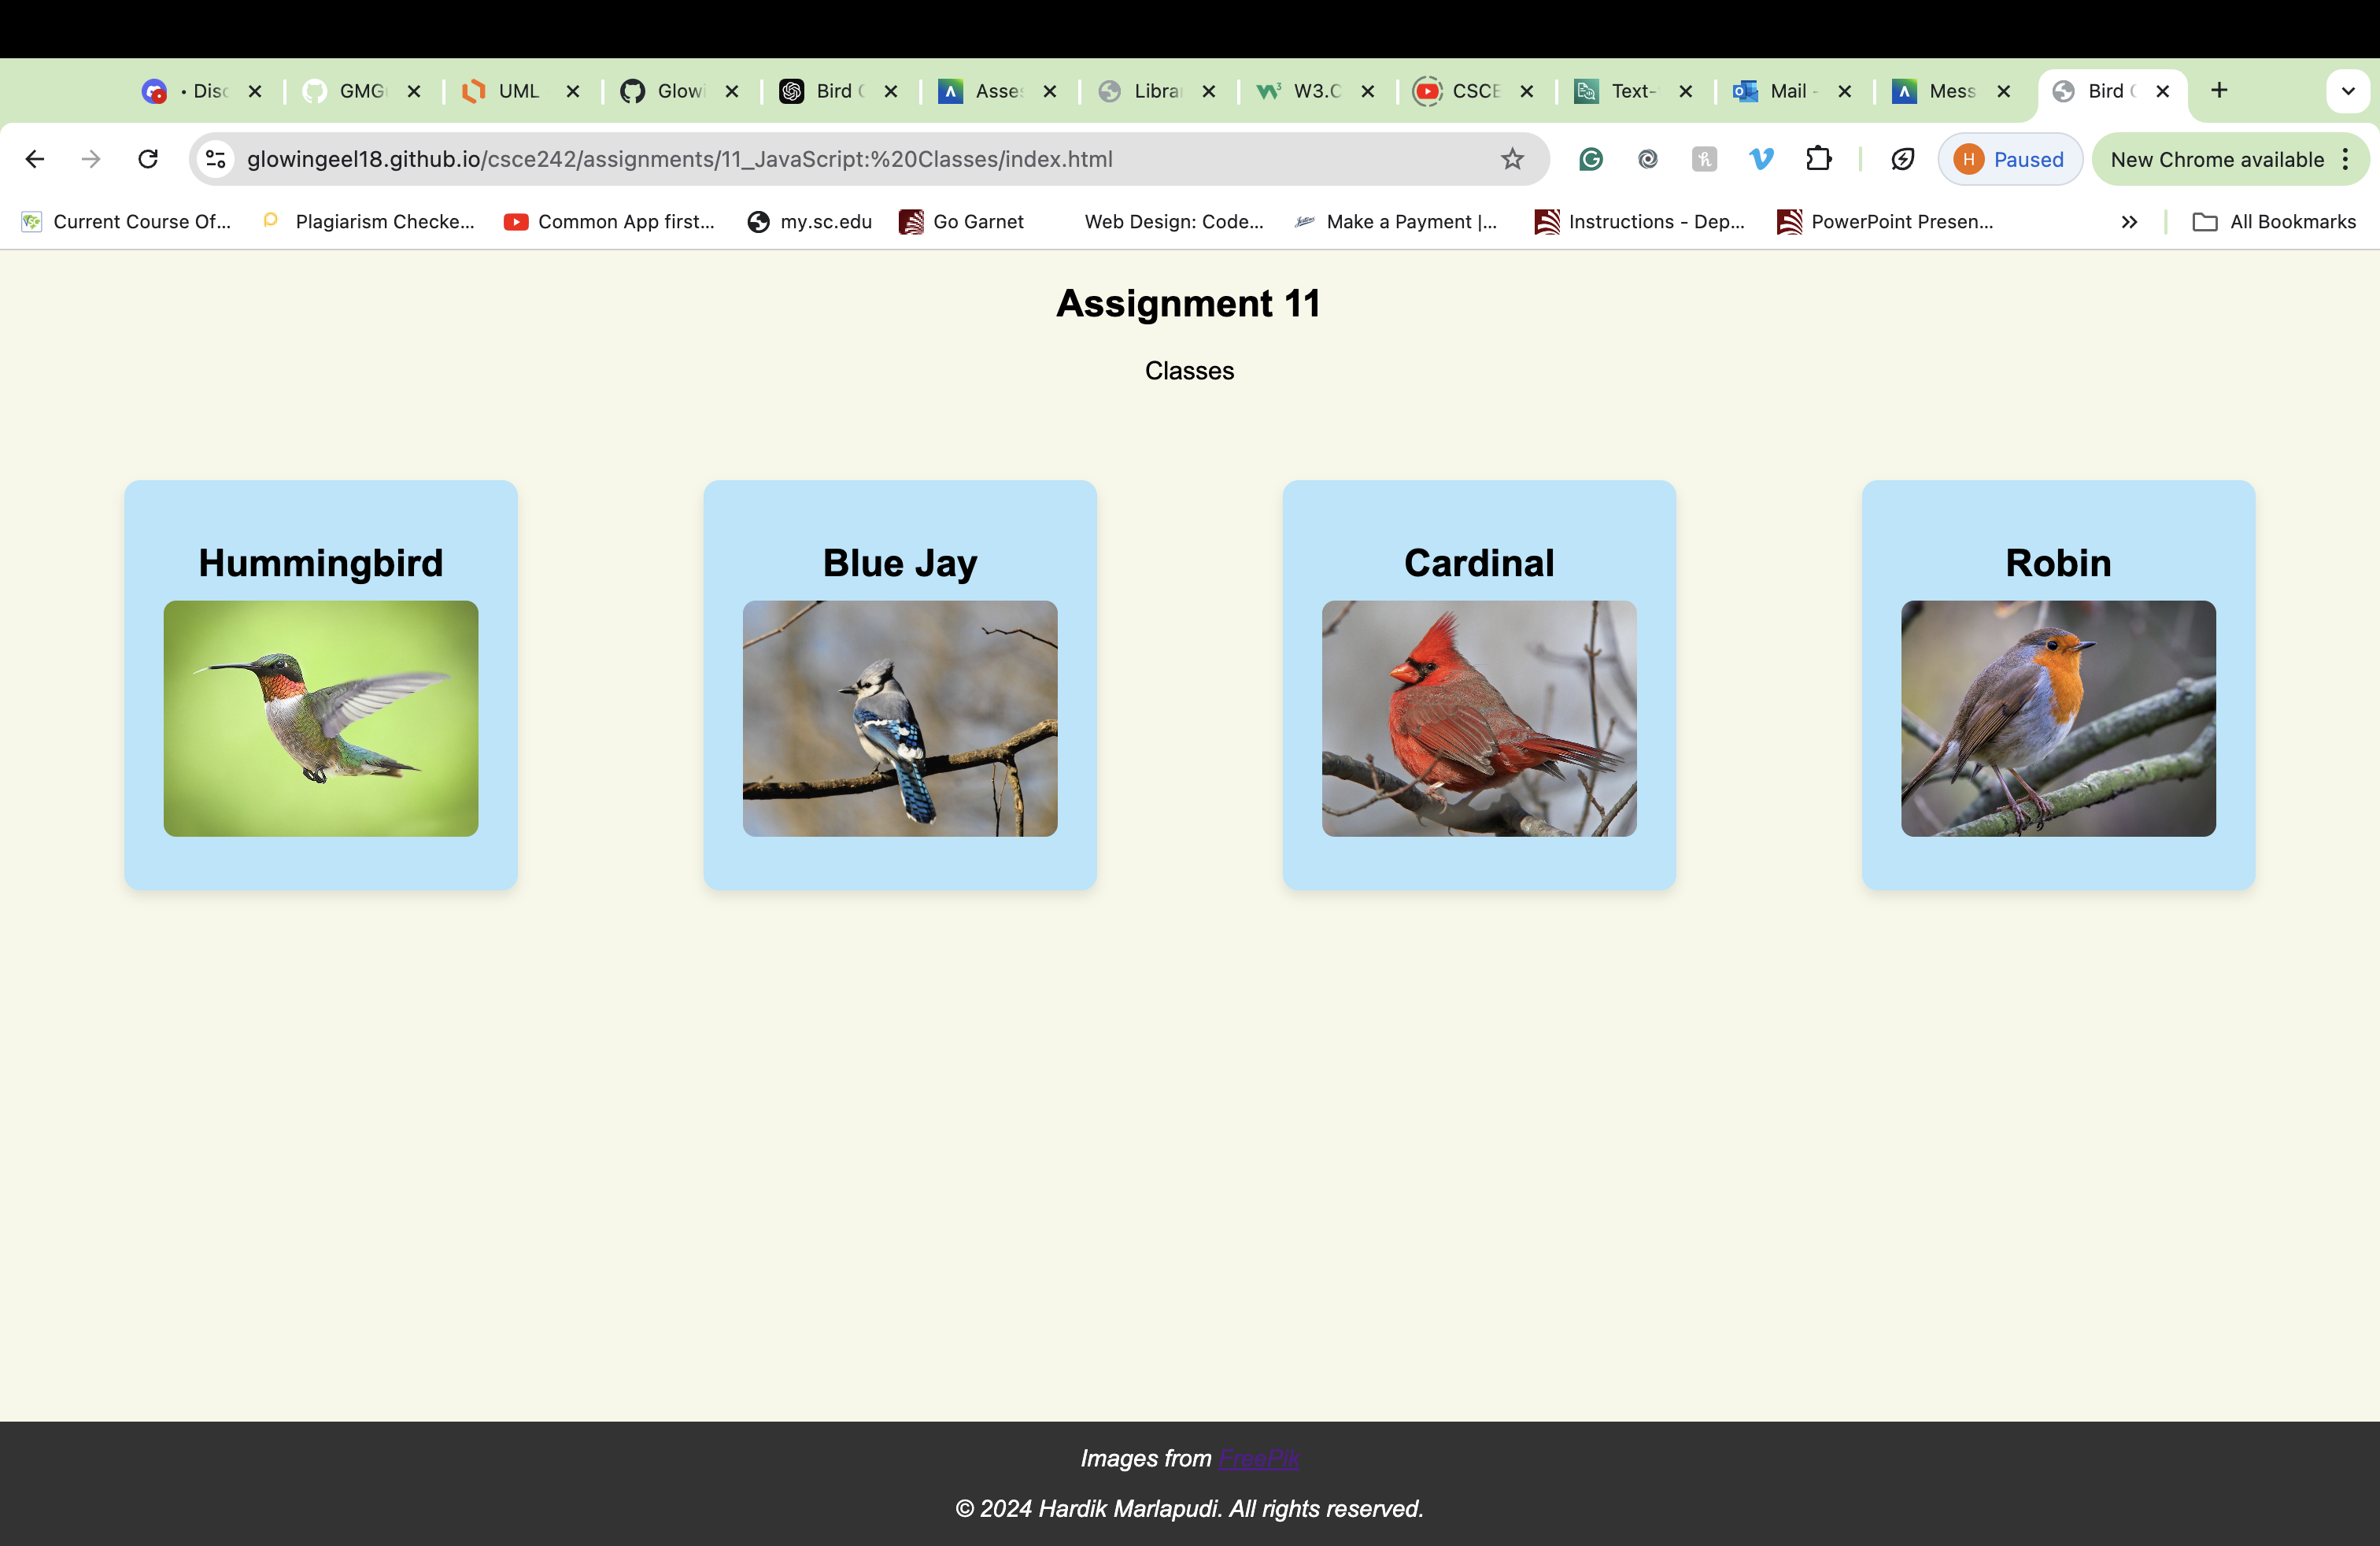 • Disc
GMG
UML
Glow
Bird
Asse
Libra
W3.C
CSCE
Text-
Mail -
Mess
Bird
glowingeel18.github.io/csce242/assignments/11_JavaScript:%20Classes/index.html
H Paused
New Chrome available
Current Course Of...
Plagiarism Checke...
Common App first...
my.sc.edu
Go Garnet
Web Design: Code...
Make a Payment |...
Instructions - Dep...
PowerPoint Presen...
All Bookmarks
Assignment 11
Classes
Hummingbird
Blue Jay
Cardinal
Robin
Images from FreePik
© 2024 Hardik Marlapudi. All rights reserved.